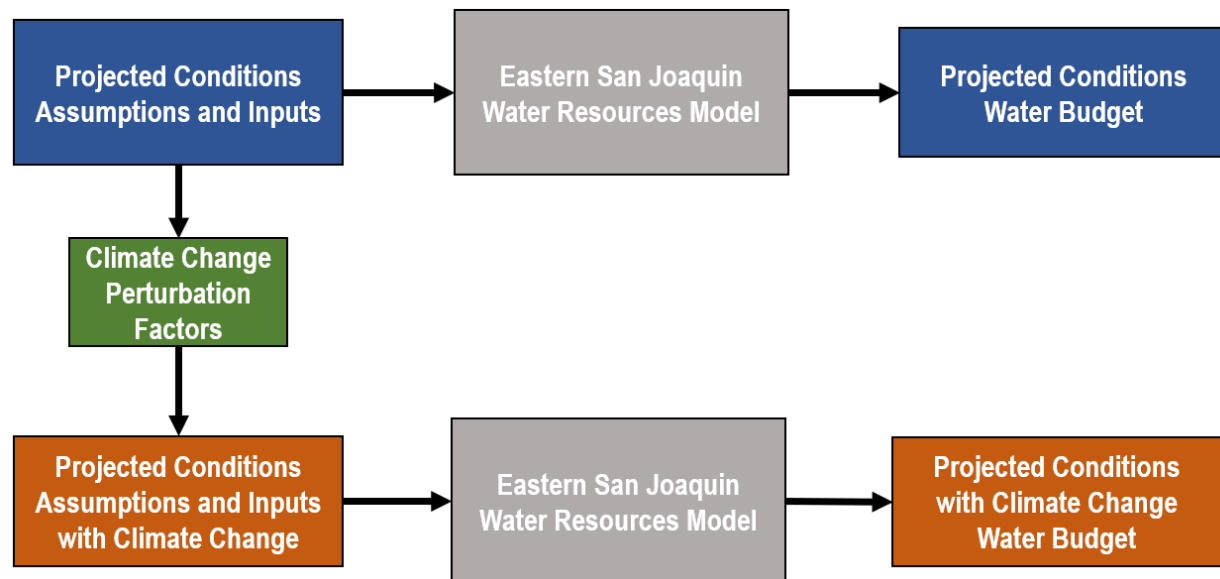 Projected Conditions
Assumptions and Inputs
Eastern San Joaquin
Water Resources Model
Projected Conditions
Water Budget
Climate Change
Perturbation
Factors
Projected Conditions
Assumptions and Inputs
with Climate Change
Eastern San Joaquin
Water Resources Model
Projected Conditions
with Climate Change
Water Budget